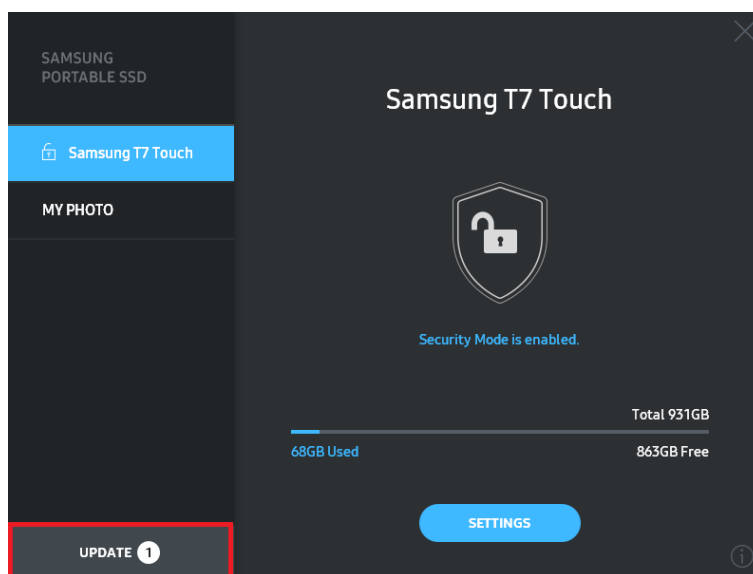 SAMSUNG
PORTABLE SSD
Samsung T7 Touch
MY PHOTO
UPDATE 1
Samsung T7 Touch
Security Mode is enabled.
Total 931GB
68GB Used 863GB Free
SETTINGS